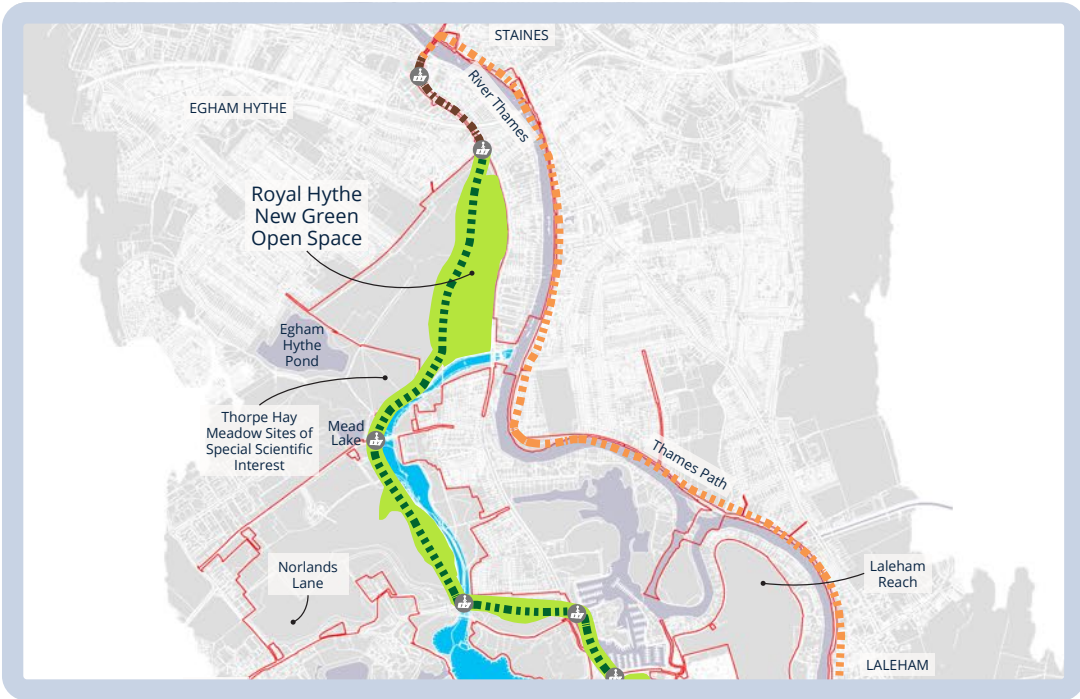 STAINES
River Thames
EGHAM HYTHE
Royal Hythe
New Green
Open Space
Egham
Hythe
Pond
Thorpe Hay
Meadow Sites of
Special Scientific
Interest
Mead
Lake
Thames Path
Norlands
Lane
Laleham
Reach
LALEHAM